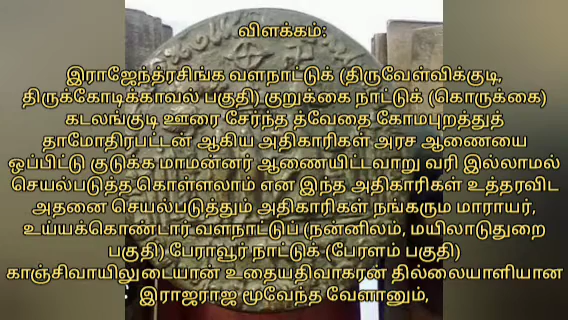 விளக்கம்:
இராஜேந்த்ரசிங்க வளநாட்டுக் (திருவேள்விக்குடி,
திருக்கோடிக்காவல் பகுதி) குறுக்கை நாட்டுக் (கொருக்கை)
கடலங்குடி ஊரை சேர்ந்த த்வேதை கோமபுறத்துத்
தாமோதிரபட்டன் ஆகிய அதிகாரிகள் அரச ஆணையை
ஒப்பிட்டு குடுக்க மாமன்னர் ஆணையிட்டவாறு வரி இல்லாமல்
செயல்படுத்த கொள்ளலாம் என இந்த அதிகாரிகள் உத்தரவிட
அதனை செயல்படுத்தும் அதிகாரிகள் நங்கரும மாராயர்,
உய்யக்கொண்டார் வளநாட்டுப் (நன்னிலம், மயிலாடுதுறை
பகுதி) பேராவூர் நாட்டுக் (பேரளம் பகுதி)
காஞ்சிவாயிலுடையான் உதையதிவாகரன் தில்லையாளியான
இராஜராஜ மூவேந்த வேளானும்,